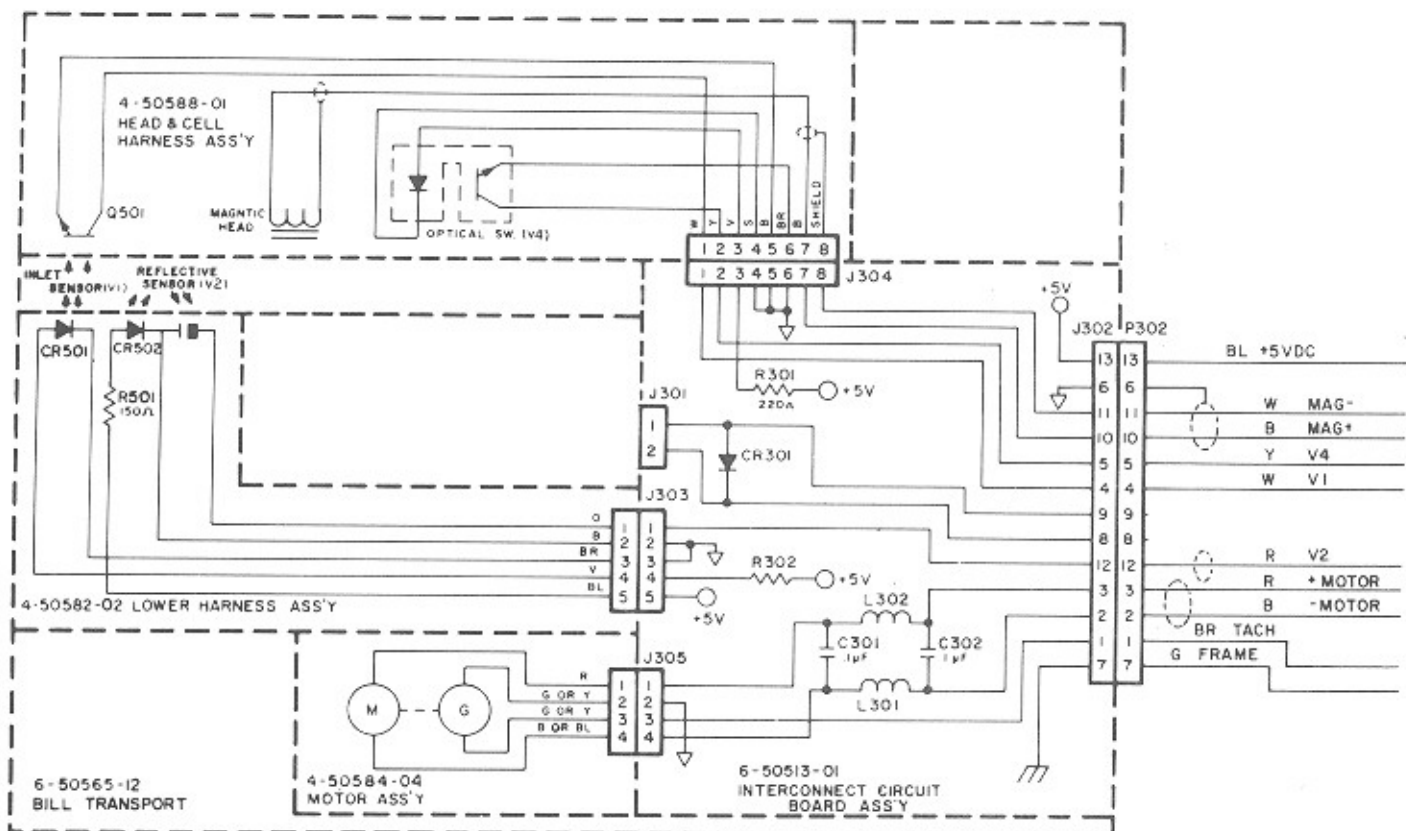 4-50588-01
HEAD & CELL
HARNESS ASS'Y
Q501
MAGNTIC
HEAD
OPTICAL SW. (V4)
W Y V S B BR B SHIELD
1 2 3 4 5 6 7 8
1 2 3 4 5 6 7 8
J304
INLET
SENSOR(V1)
REFLECTIVE
SENSOR (V2)
CR501
CR502
R501
150Ω
+5V
R301
220Ω
+5V
J301
1
2
CR301
J303
O
B
BR
V
BL
1 1
2 2
3 3
4 4
5 5
R302
+5V
+5V
4-50582-02 LOWER HARNESS ASS'Y
L302
C301
.1µF
C302
.1µF
L301
J305
R
G OR Y
G OR Y
B OR BL
1 1
2 2
3 3
4 4
M
G
J302 P302
13 13 BL +5VDC
6 6
11 11 W MAG-
10 10 B MAG+
5 5 Y V4
4 4 W V1
9 9
8 8
12 12 R V2
3 3 R +MOTOR
2 2 B -MOTOR
1 1 BR TACH
7 7 G FRAME
6-50565-12
BILL TRANSPORT
4-50584-04
MOTOR ASS'Y
6-50513-01
INTERCONNECT CIRCUIT
BOARD ASS'Y